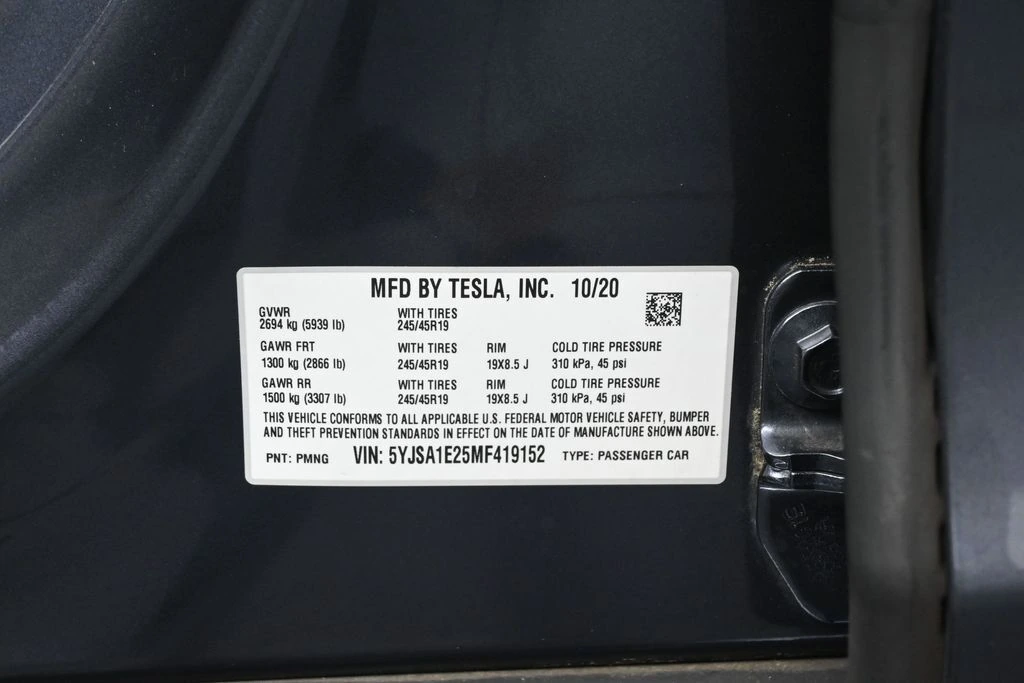 MFD BY TESLA, INC. 10/20
GVWR WITH TIRES
2694 kg (5939 lb) 245/45R19
GAWR FRT WITH TIRES RIM COLD TIRE PRESSURE
1300 kg (2866 lb) 245/45R19 19X8.5 J 310 kPa, 45 psi
GAWR RR WITH TIRES RIM COLD TIRE PRESSURE
1500 kg (3307 lb) 245/45R19 19X8.5 J 310 kPa, 45 psi
THIS VEHICLE CONFORMS TO ALL APPLICABLE U.S. FEDERAL MOTOR VEHICLE SAFETY, BUMPER
AND THEFT PREVENTION STANDARDS IN EFFECT ON THE DATE OF MANUFACTURE SHOWN ABOVE.
PNT: PMNG VIN: 5YJSA1E25MF419152 TYPE: PASSENGER CAR